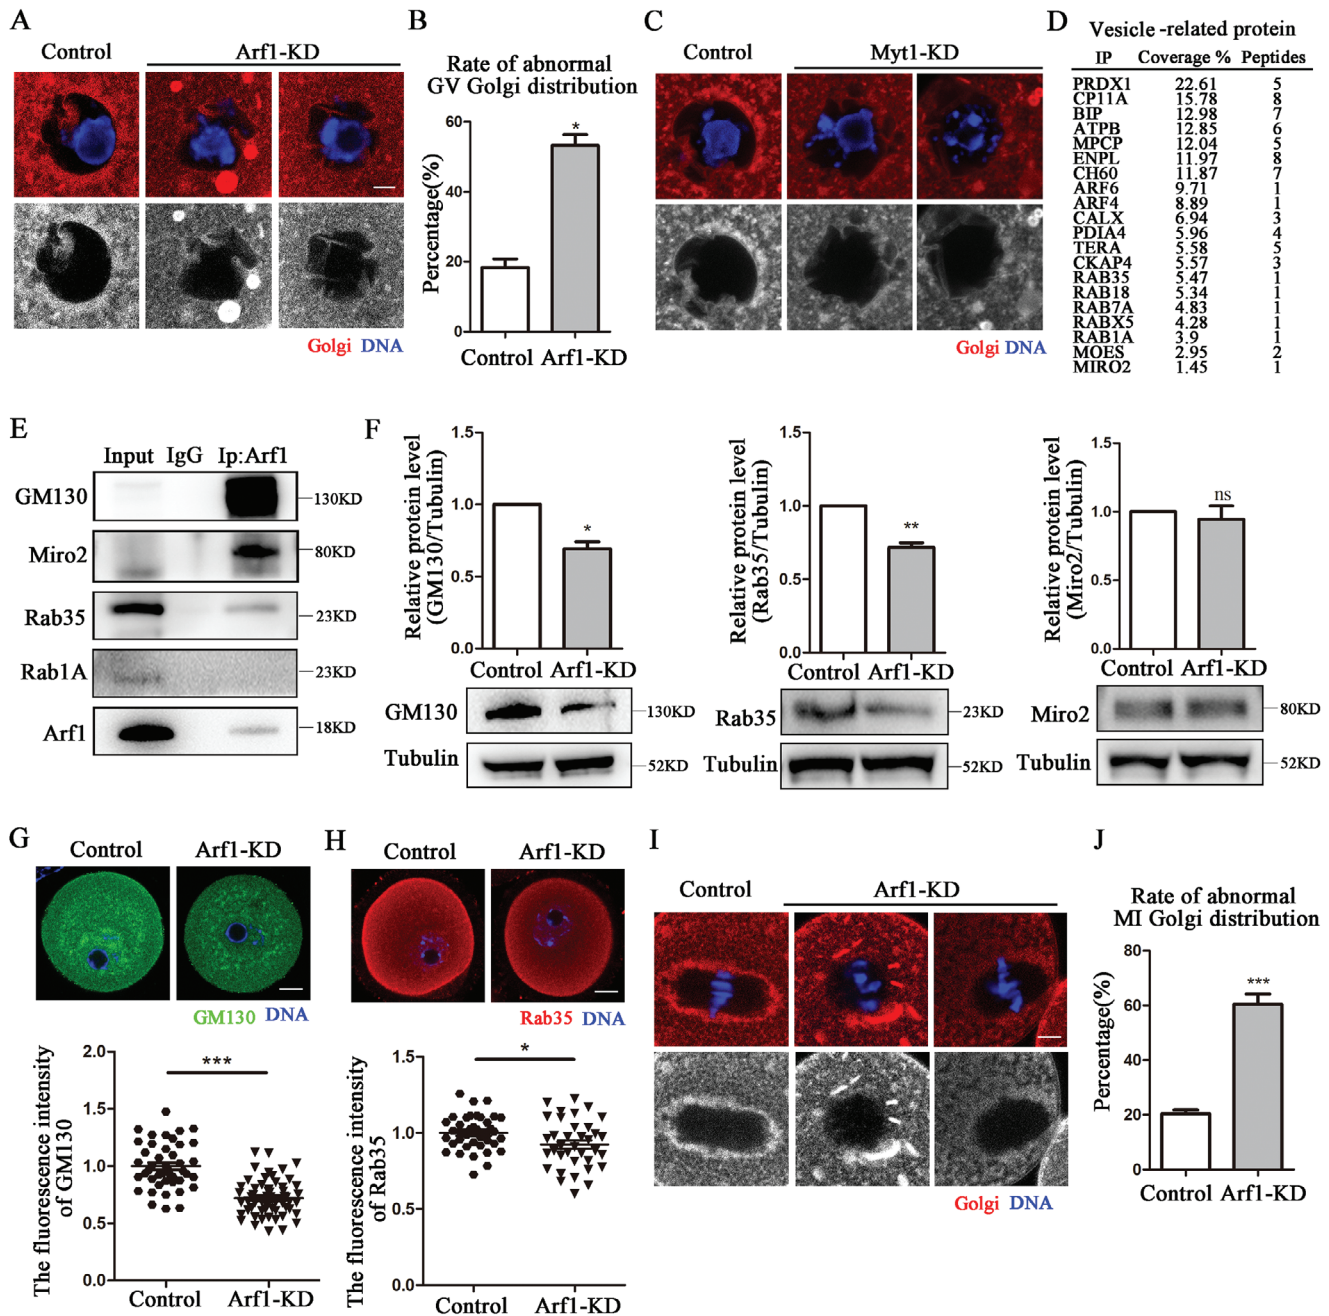 A
Control
Arf1-KD
Golgi DNA
B
Rate of abnormal
GV Golgi distribution
Percentage(%)
60
40
20
0
*
Control Arf1-KD
C
Control
Myt1-KD
Golgi DNA
D
Vesicle -related protein
IP Coverage % Peptides
PRDX1 22.61 5
CP11A 15.78 8
BIP 12.98 7
ATPB 12.85 6
MPCP 12.04 5
ENPL 11.97 8
CH60 11.87 7
ARF6 9.71 1
ARF4 8.89 1
CALX 6.94 3
PDIA4 5.96 4
TERA 5.58 5
CKAP4 5.57 3
RAB35 5.47 1
RAB18 5.34 1
RAB7A 4.83 1
RABX5 4.28 1
RAB1A 3.9 1
MOES 2.95 2
MIRO2 1.45 1
E
Input IgG Ip:Arf1
GM130 130KD
Miro2 80KD
Rab35 23KD
Rab1A 23KD
Arf1 18KD
F
Relative protein level
(GM130/Tubulin)
1.5
1.0
0.5
0.0
*
Control Arf1-KD
GM130 130KD
Tubulin 52KD
Relative protein level
(Rab35/Tubulin)
1.5
1.0
0.5
0.0
**
Control Arf1-KD
Rab35 23KD
Tubulin 52KD
Relative protein level
(Miro2/Tubulin)
1.5
1.0
0.5
0.0
ns
Control Arf1-KD
Miro2 80KD
Tubulin 52KD
G
Control Arf1-KD
GM130 DNA
The fluorescence intensity
of GM130
2.0
1.5
1.0
0.5
0.0
***
Control Arf1-KD
H
Control Arf1-KD
Rab35 DNA
The fluorescence intensity
of Rab35
1.5
1.0
0.5
0.0
*
Control Arf1-KD
I
Control
Arf1-KD
Golgi DNA
J
Rate of abnormal
MI Golgi distribution
Percentage(%)
80
60
40
20
0
***
Control Arf1-KD